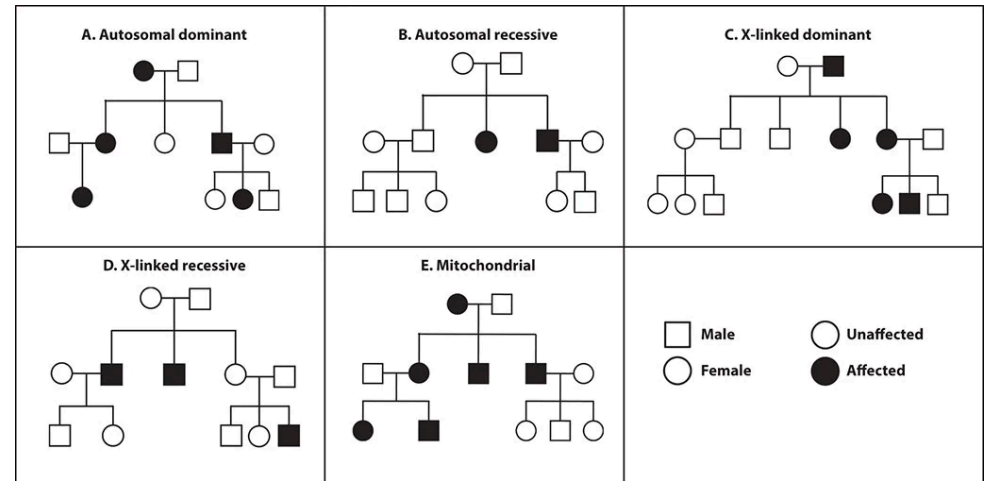 A. Autosomal dominant
B. Autosomal recessive
C. X-linked dominant
D. X-linked recessive
E. Mitochondrial
Male
Unaffected
Female
Affected